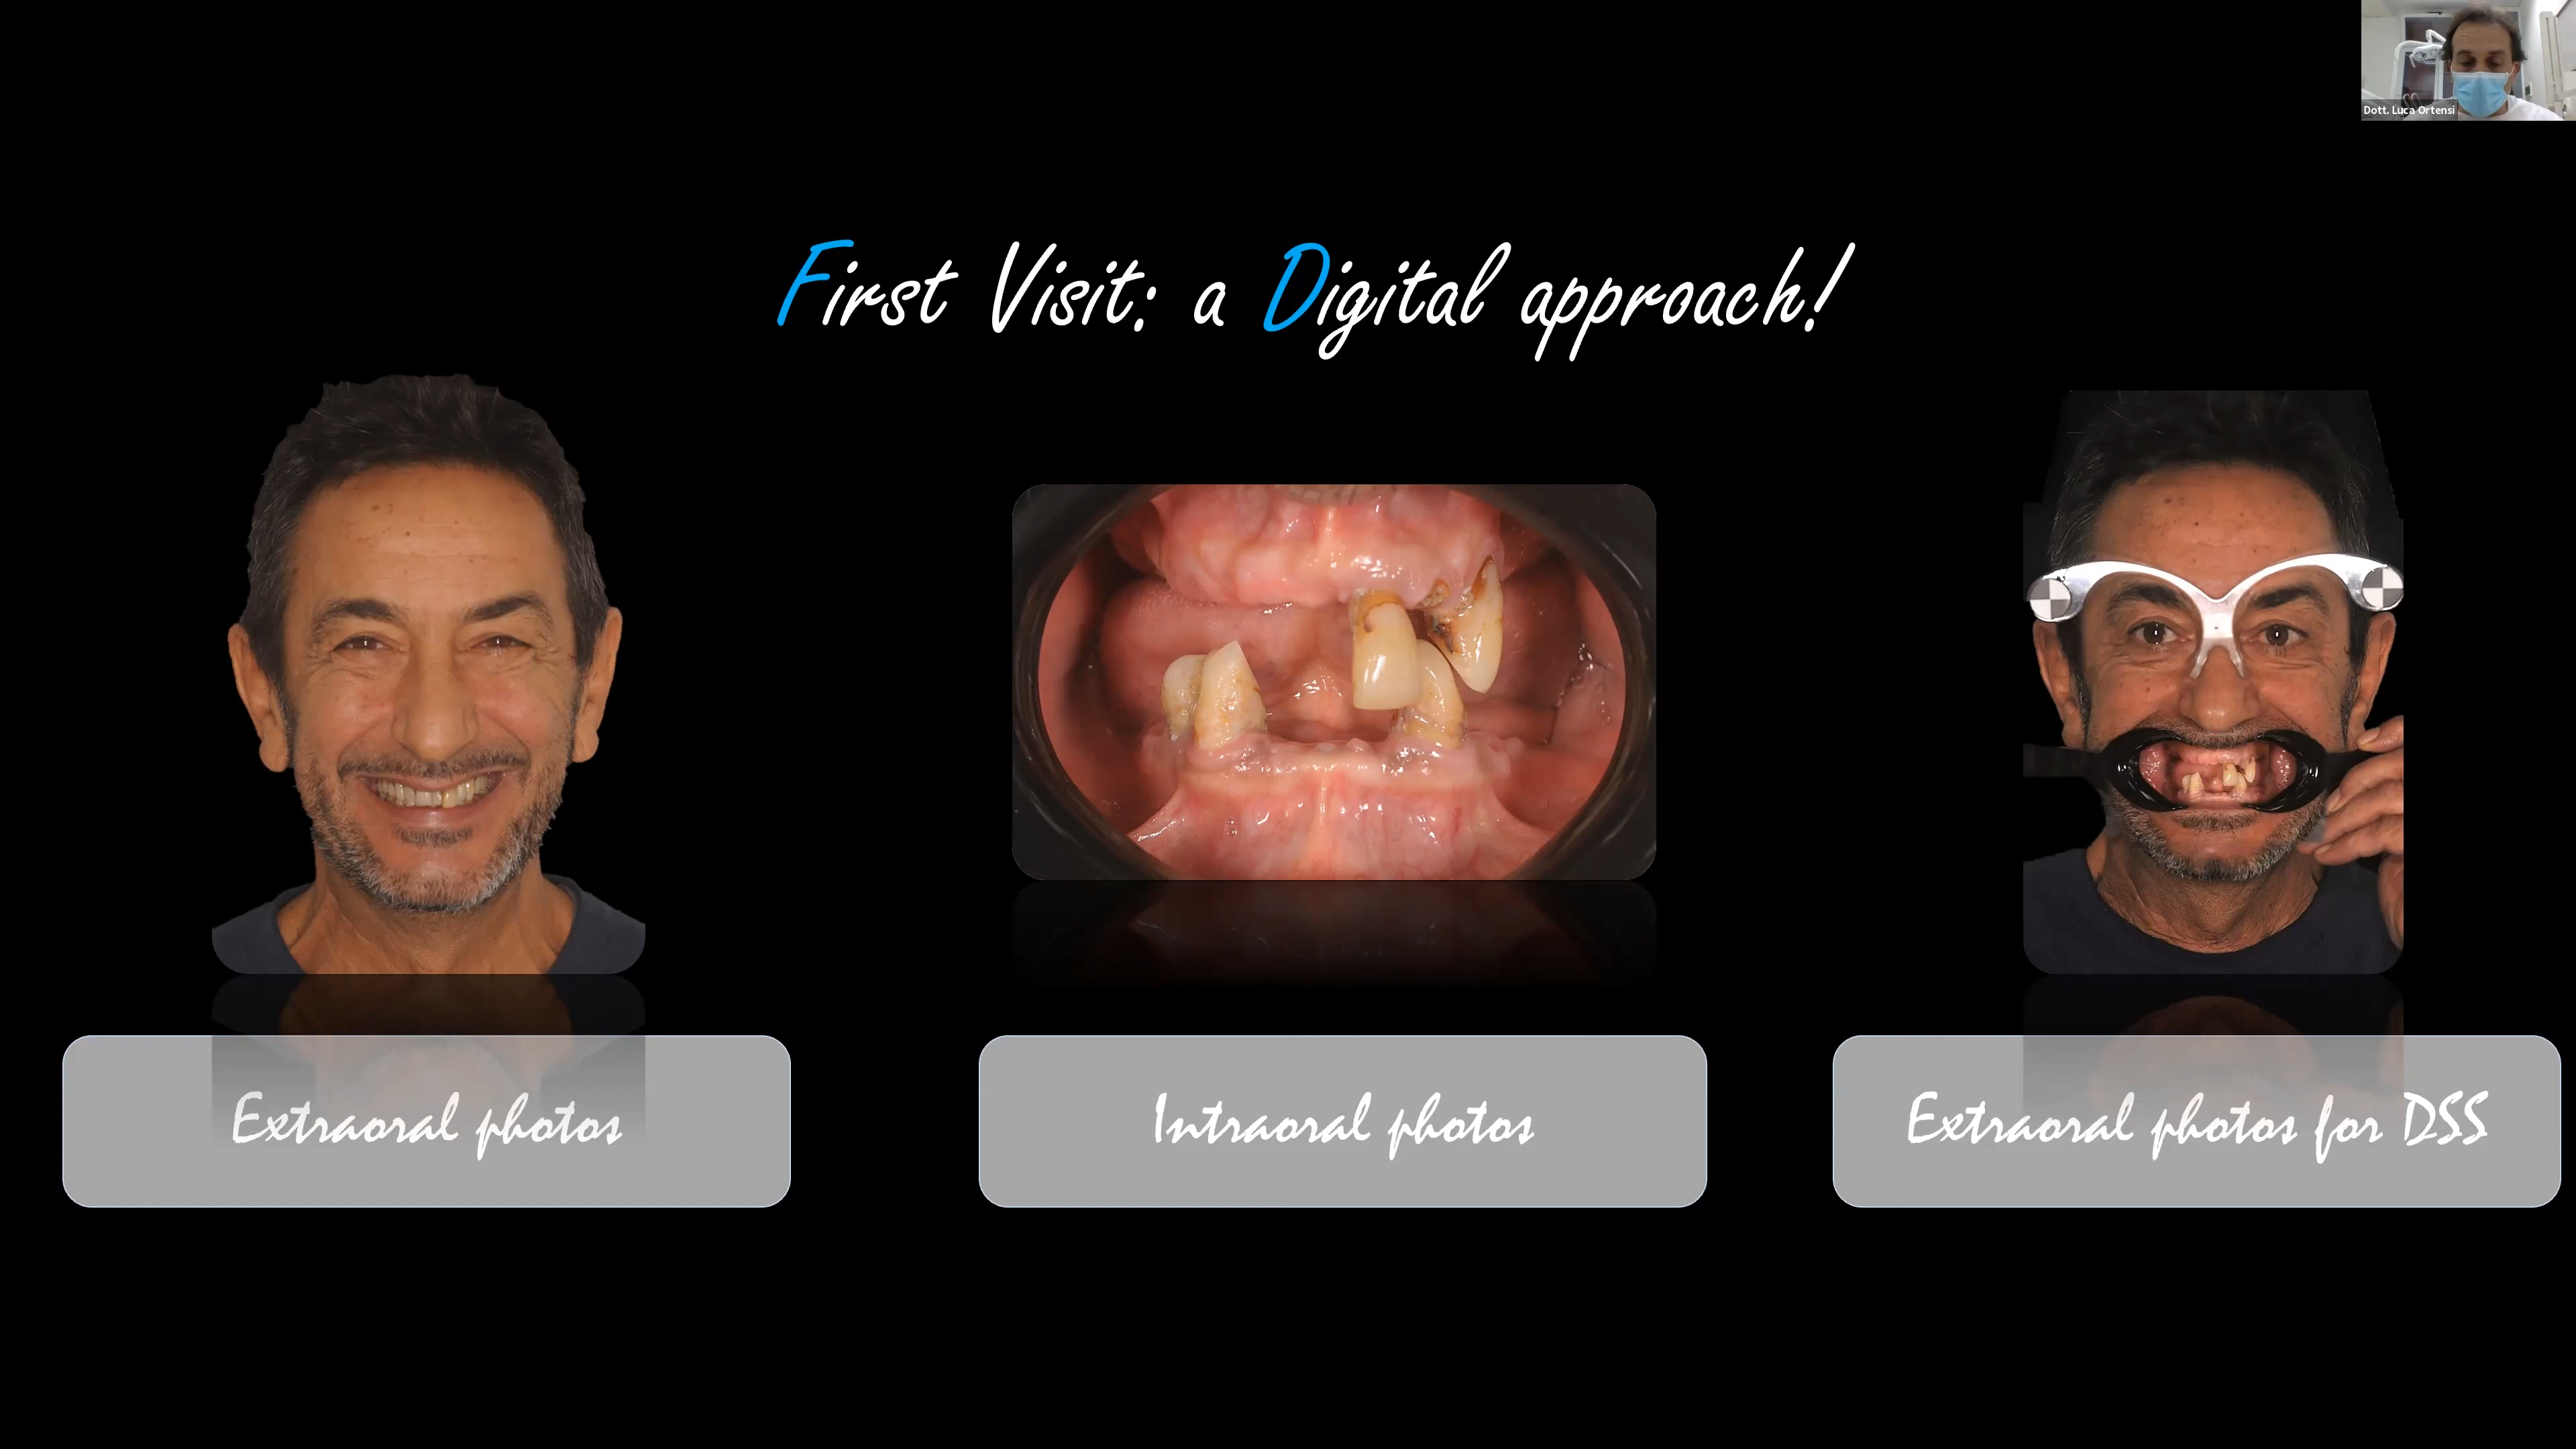 Dott. Luca Ortensi
First Visit: a Digital approach!
Extraoral photos
Intraoral photos
Extraoral photos for DSS